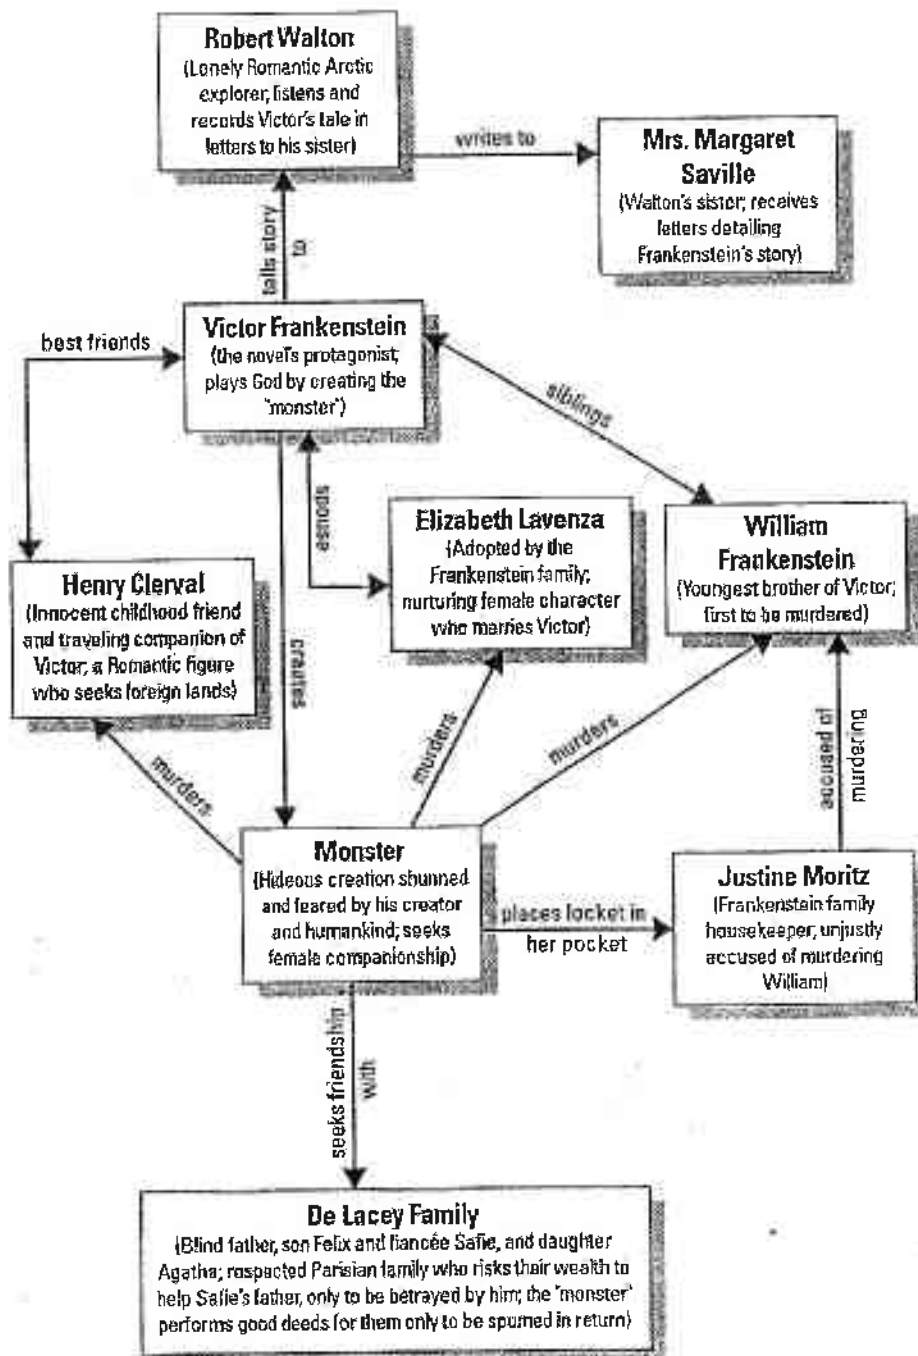 Robert Walton
(Lonely Romantic Arctic
explorer, listens and
records Victor's tale in
letters to his sister)
writes to
Mrs. Margaret
Saville
(Walton's sister; receives
letters detailing
Frankenstein's story)
tells story
to
Victor Frankenstein
(the novel's protagonist;
plays God by creating the
"monster")
best friends
siblings
spouse
creates
Elizabeth Lavenza
(Adopted by the
Frankenstein family;
nurturing female character
who marries Victor)
William
Frankenstein
(Youngest brother of Victor;
first to be murdered)
Henry Clerval
(Innocent childhood friend
and traveling companion of
Victor; a Romantic figure
who seeks foreign lands)
murders
murders
murders
accused of
murdering
Monster
(Hideous creation shunned
and feared by his creator
and humankind; seeks
female companionship)
places locket in
her pocket
Justine Moritz
(Frankenstein family
housekeeper; unjustly
accused of murdering
William)
seeks friendship
with
De Lacey Family
(Blind father, son Felix and fiancée Safie, and daughter
Agatha; respected Parisian family who risks their wealth to
help Safie's father, only to be betrayed by him; the "monster"
performs good deeds for them only to be spurned in return)